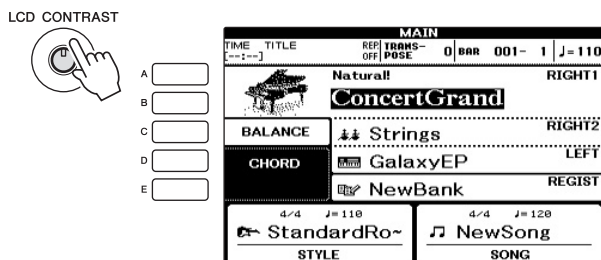 LCD CONTRAST
MAIN
TIME TITLE REP. OFF TRANS-POSE 0 BAR 001- 1 ♩=110
[--:--]
A
Natural! RIGHT1
B
ConcertGrand
C
BALANCE Strings RIGHT2
D
CHORD GalaxyEP LEFT
E
NewBank REGIST
4/4 ♩=110 4/4 ♩=120
StandardRo~ NewSong
STYLE SONG